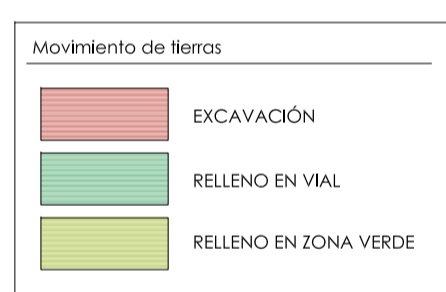 Movimiento de tierras
EXCAVACIÓN
RELLENO EN VIAL
RELLENO EN ZONA VERDE